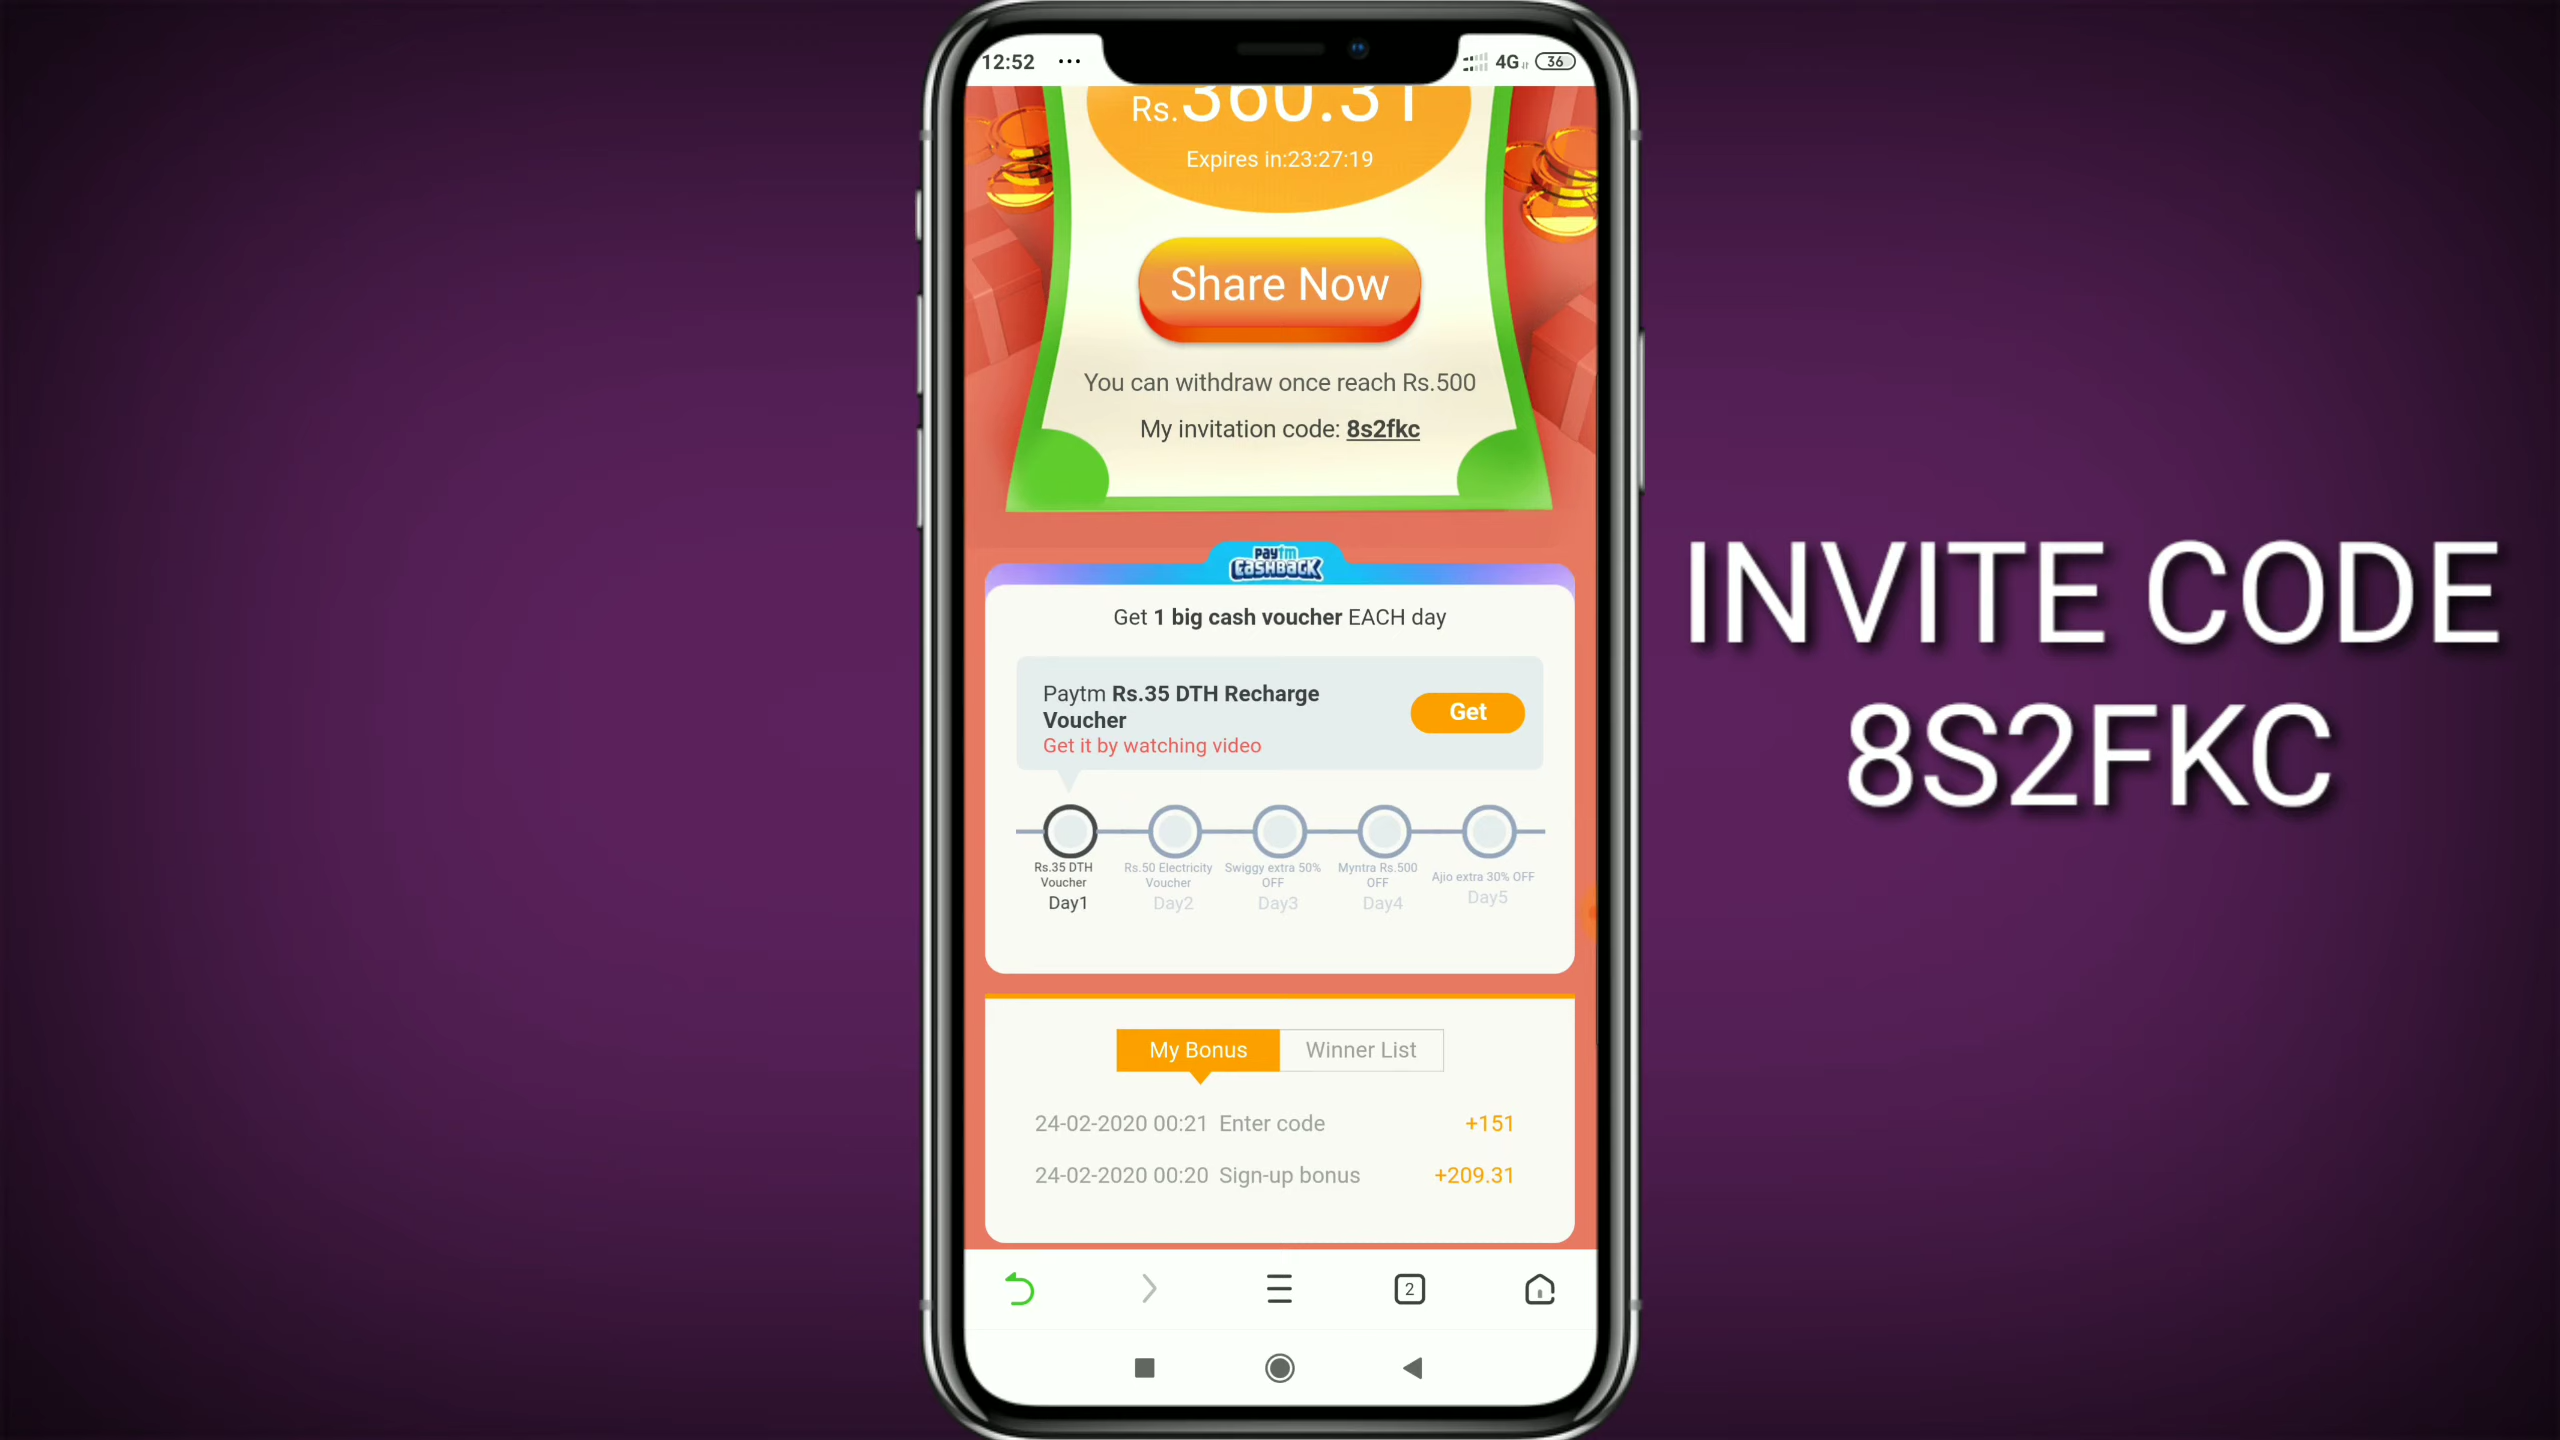 12:52 ...
4G 36
Rs.360.31
Expires in:23:27:19
Share Now
You can withdraw once reach Rs.500
My invitation code: 8s2fkc
paytm
CASHBACK
Get 1 big cash voucher EACH day
Paytm Rs.35 DTH Recharge
Voucher
Get it by watching video
Get
Rs.35 DTH
Voucher
Day1
Rs.50 Electricity
Voucher
Day2
Swiggy extra 50%
OFF
Day3
Myntra Rs.500
OFF
Day4
Ajio extra 30% OFF
Day5
My Bonus
Winner List
24-02-2020 00:21 Enter code +151
24-02-2020 00:20 Sign-up bonus +209.31
2
INVITE CODE
8S2FKC